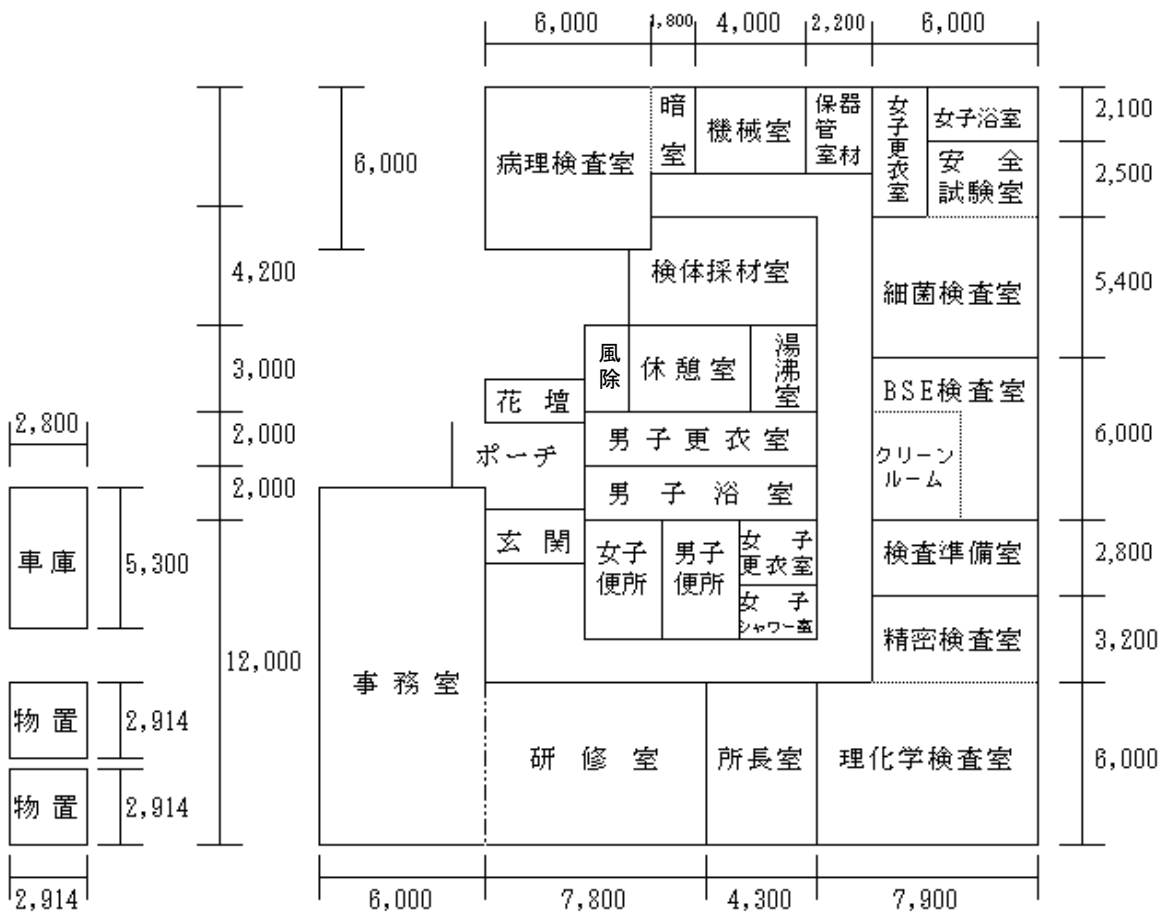 6,000
1,800
4,000
2,200
6,000
6,000
4,200
3,000
2,000
2,000
12,000
2,100
2,500
5,400
6,000
2,800
3,200
6,000
病理検査室
暗
室
機械室
保器
管
室材
女子更衣室
女子浴室
安 全
試験室
検体採材室
細菌検査室
風
除
休憩室
湯沸室
BSE検査室
花 壇
男子更衣室
クリーン
ルーム
ポーチ
男子浴室
玄 関
女子
便所
男子
便所
女 子
更衣室
女 子
シャワー室
検査準備室
精密検査室
2,800
車庫
5,300
事務室
物置
2,914
物置
2,914
研修室
所長室
理化学検査室
2,914
6,000
7,800
4,300
7,900